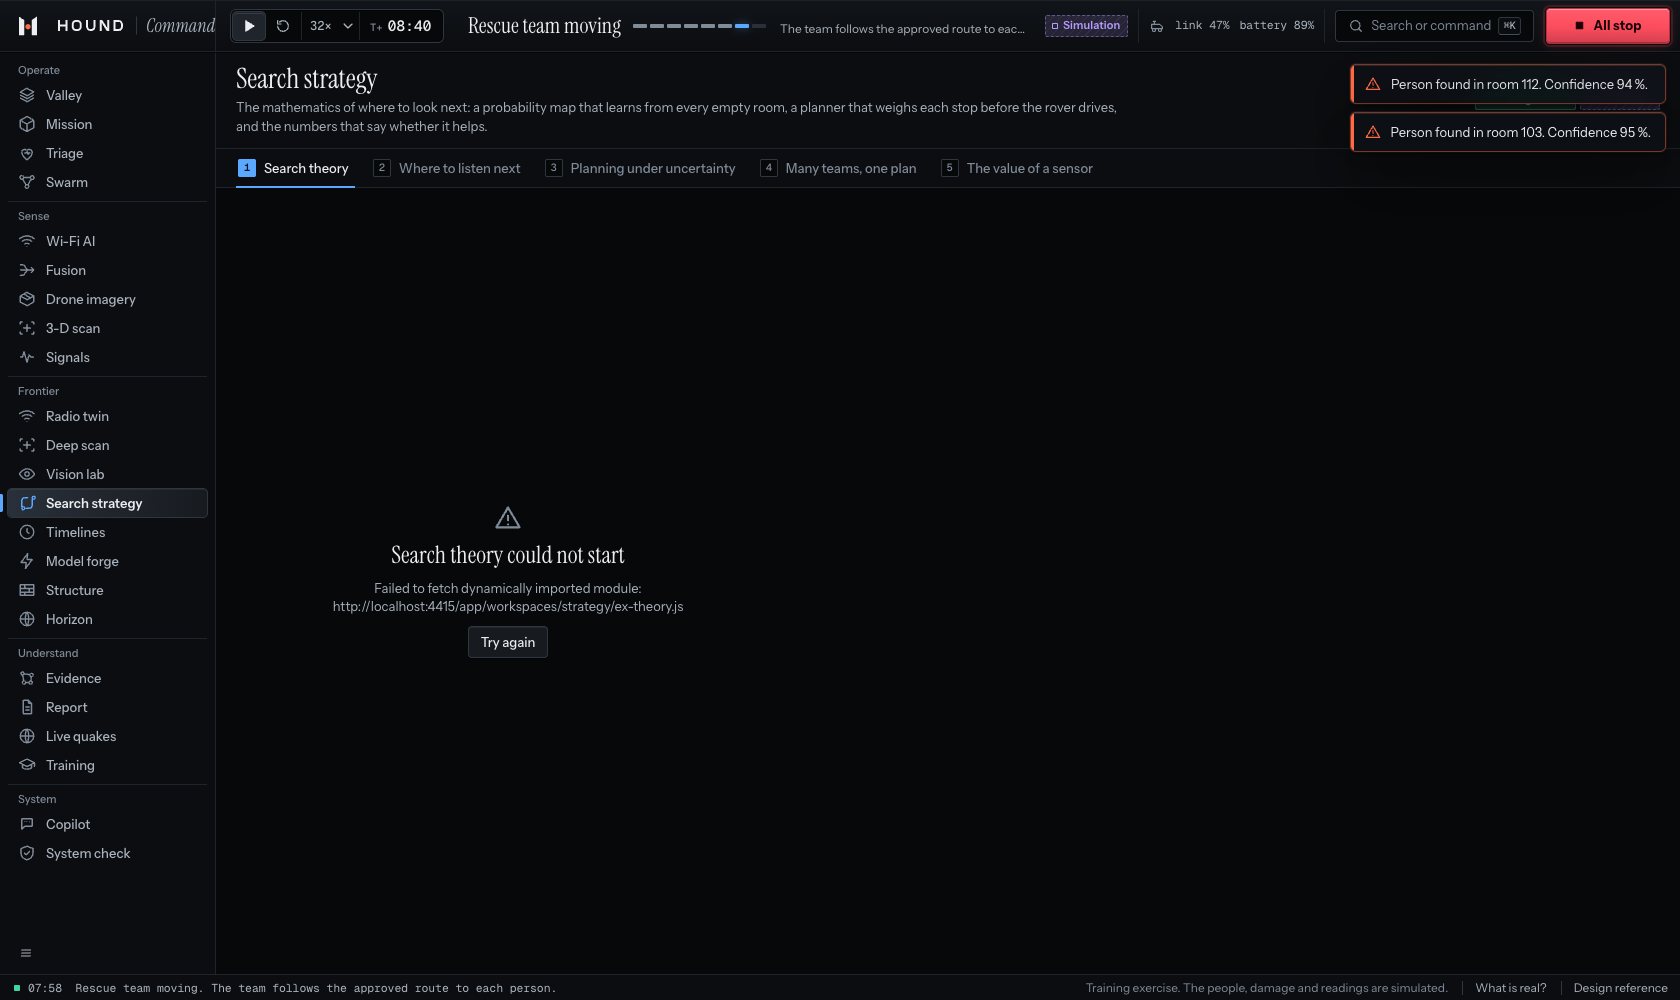 HOUND Command
32× T+ 08:40
Rescue team moving
The team follows the approved route to eac...
Simulation
link 47% battery 89%
Search or command ⌘K
All stop
Operate
Valley
Mission
Triage
Swarm
Sense
Wi-Fi AI
Fusion
Drone imagery
3-D scan
Signals
Frontier
Radio twin
Deep scan
Vision lab
Search strategy
Timelines
Model forge
Structure
Horizon
Understand
Evidence
Report
Live quakes
Training
System
Copilot
System check
Search strategy
The mathematics of where to look next: a probability map that learns from every empty room, a planner that weighs each stop before the rover drives,
and the numbers that say whether it helps.
Person found in room 112. Confidence 94 %.
Person found in room 103. Confidence 95 %.
1 Search theory
2 Where to listen next
3 Planning under uncertainty
4 Many teams, one plan
5 The value of a sensor
Search theory could not start
Failed to fetch dynamically imported module:
http://localhost:4415/app/workspaces/strategy/ex-theory.js
Try again
07:58 Rescue team moving. The team follows the approved route to each person.
Training exercise. The people, damage and readings are simulated.
What is real?
Design reference